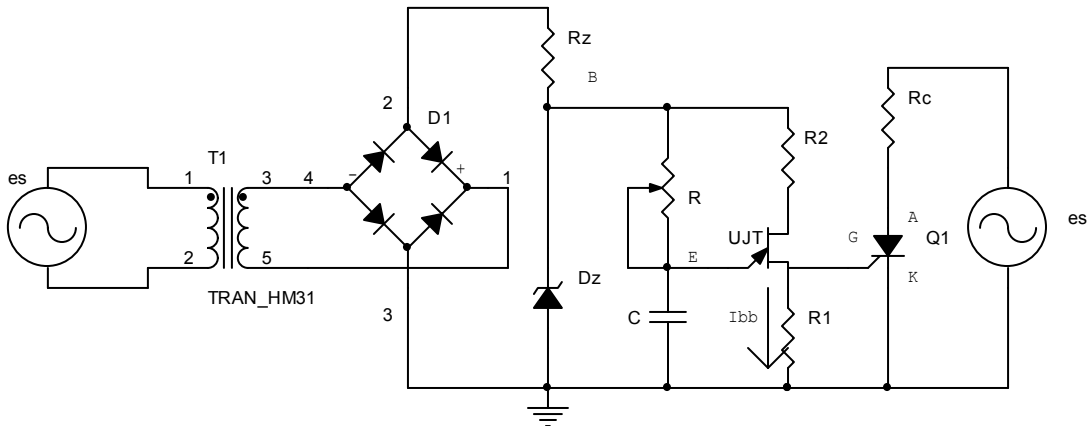 Rz
B
2
D1
Rc
R2
T1
es
1
3
4
-
+
1
R
A
es
UJT
G
Q1
2
5
E
K
Dz
TRAN_HM31
3
C
Ibb
R1